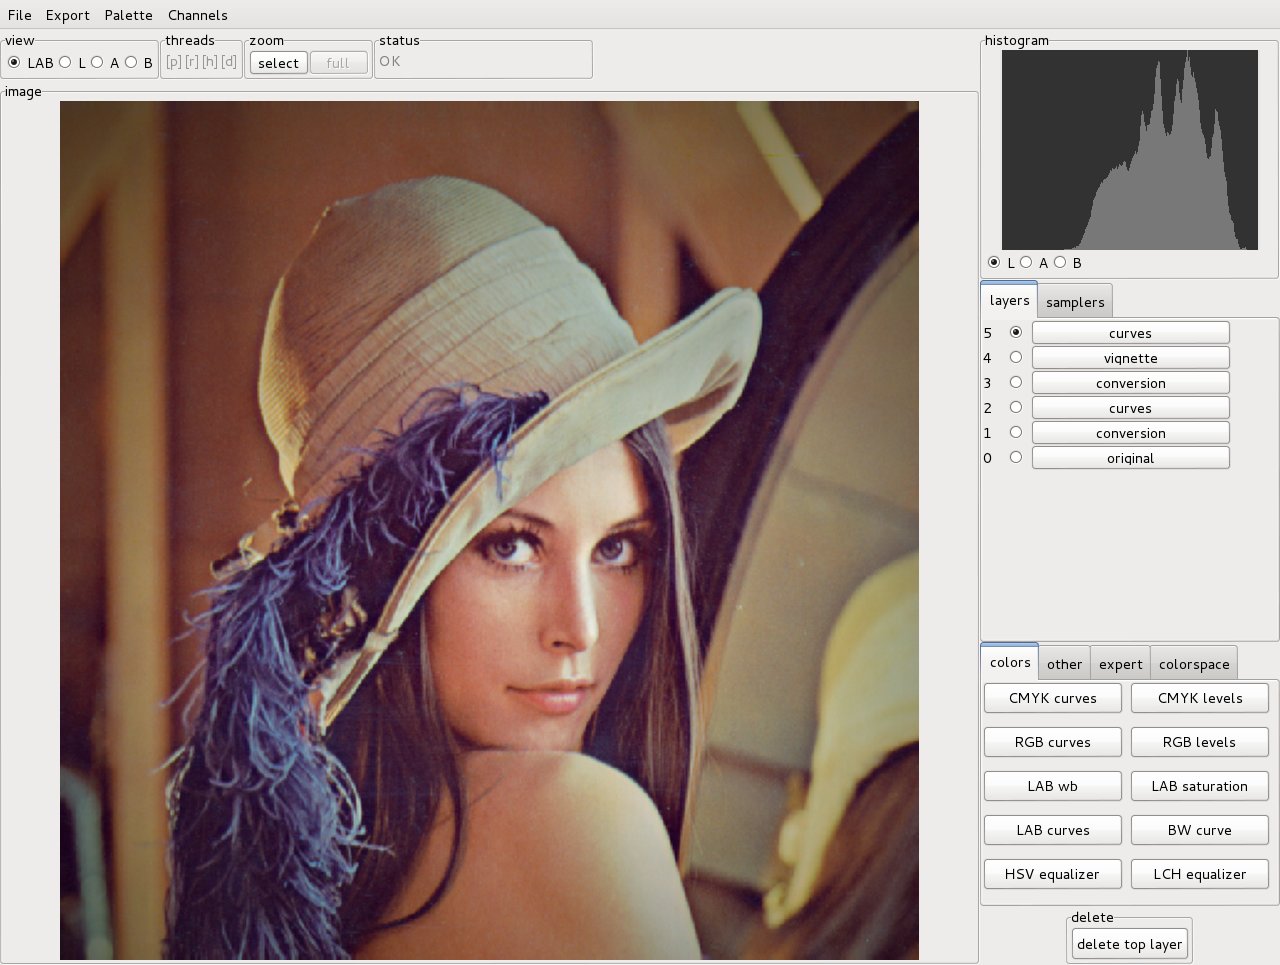 File Export Palette Channels
view threads zoom status histogram
LAB L A B [p] [r] [h] [d] select full OK
image
L A B
layers samplers
5 curves
4 vignette
3 conversion
2 curves
1 conversion
0 original
colors other expert colorspace
CMYK curves CMYK levels
RGB curves RGB levels
LAB wb LAB saturation
LAB curves BW curve
HSV equalizer LCH equalizer
delete
delete top layer